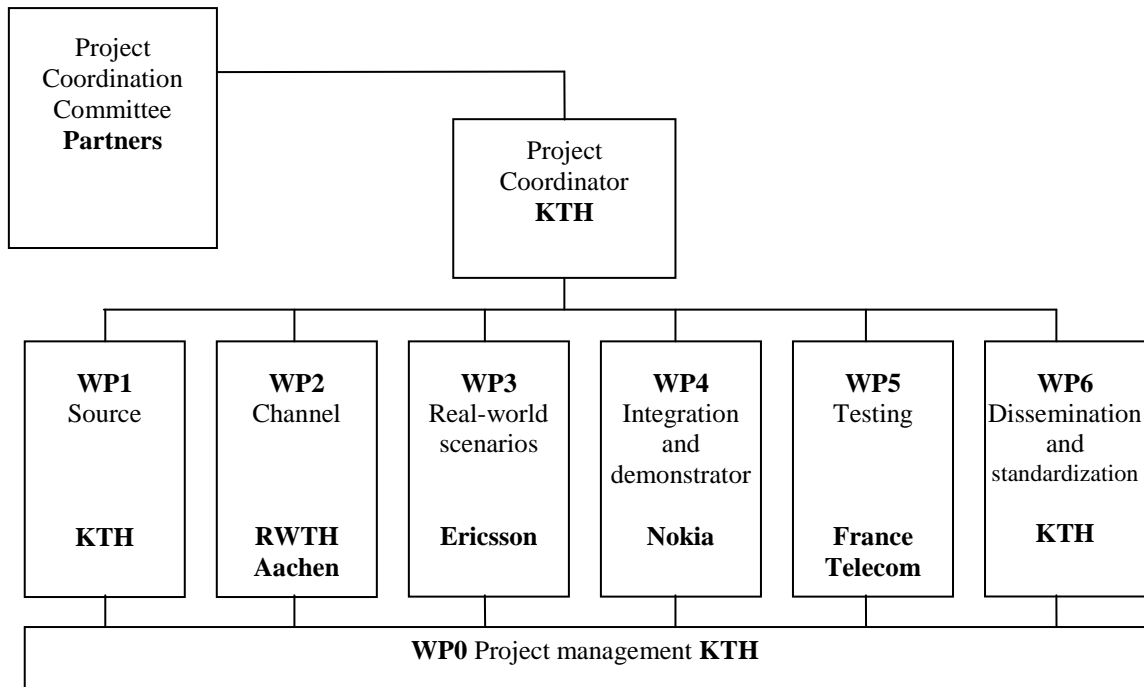 Project
Coordination
Committee
Partners
Project
Coordinator
KTH
WP1
Source
KTH
WP2
Channel
RWTH
Aachen
WP3
Real-world
scenarios
Ericsson
WP4
Integration
and
demonstrator
Nokia
WP5
Testing
France
Telecom
WP6
Dissemination
and
standardization
KTH
WP0 Project management KTH